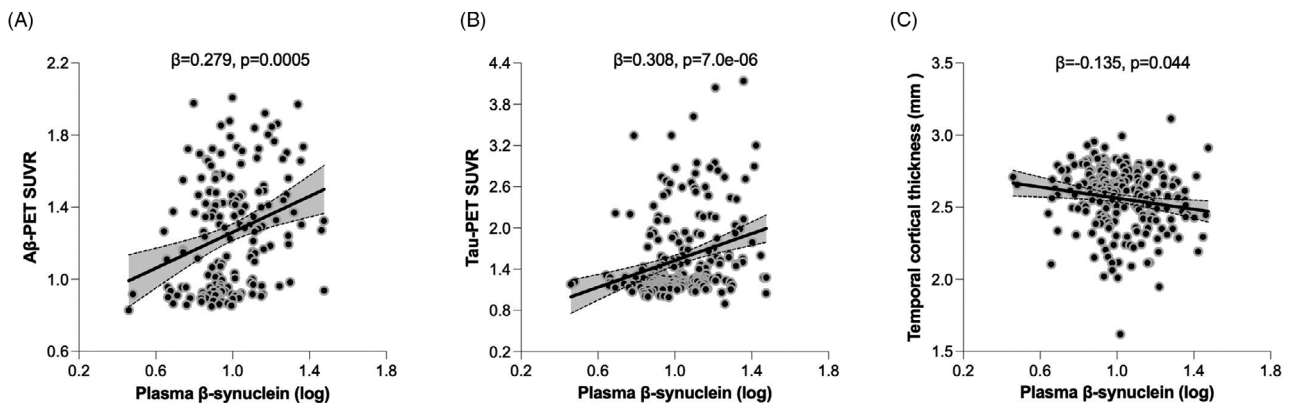 (A)
β=0.279, p=0.0005
Aβ-PET SUVR
2.2
1.8
1.4
1.0
0.6
0.2
0.6
1.0
1.4
1.8
Plasma β-synuclein (log)
(B)
β=0.308, p=7.0e-06
Tau-PET SUVR
4.4
3.8
3.2
2.6
2.0
1.4
0.8
0.2
0.2
0.6
1.0
1.4
1.8
Plasma β-synuclein (log)
(C)
β=-0.135, p=0.044
Temporal cortical thickness (mm )
3.5
3.0
2.5
2.0
1.5
0.2
0.6
1.0
1.4
1.8
Plasma β-synuclein (log)